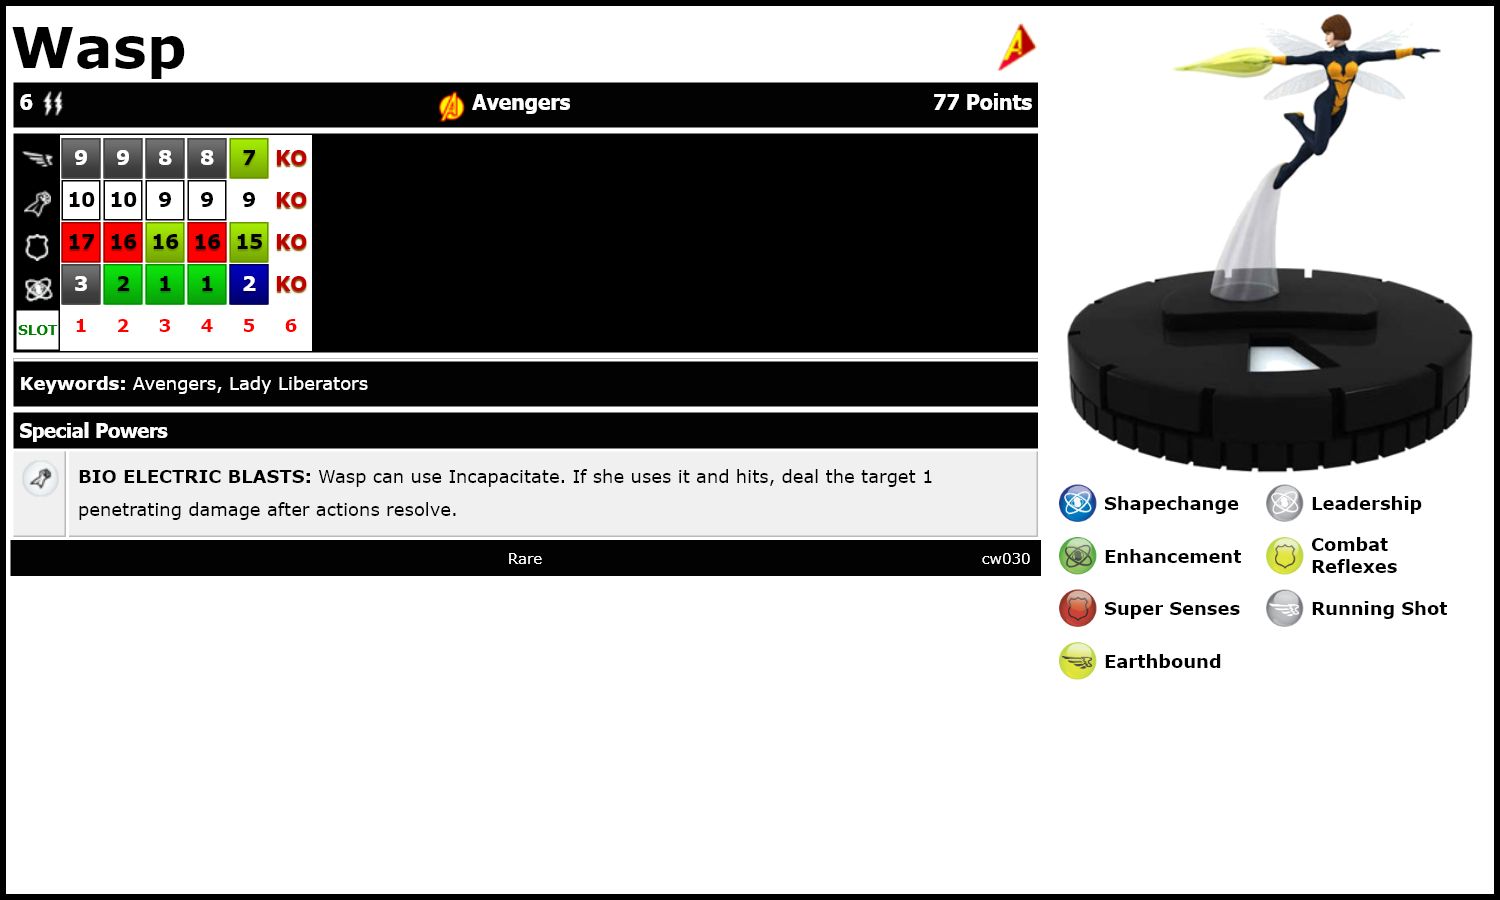 Wasp
6 Avengers 77 Points
9 9 8 8 7 KO
10 10 9 9 9 KO
17 16 16 16 15 KO
3 2 1 1 2 KO
SLOT 1 2 3 4 5 6
Keywords: Avengers, Lady Liberators
Special Powers
BIO ELECTRIC BLASTS: Wasp can use Incapacitate. If she uses it and hits, deal the target 1
penetrating damage after actions resolve.
Rare cw030
Shapechange Leadership
Enhancement Combat
Reflexes
Super Senses Running Shot
Earthbound